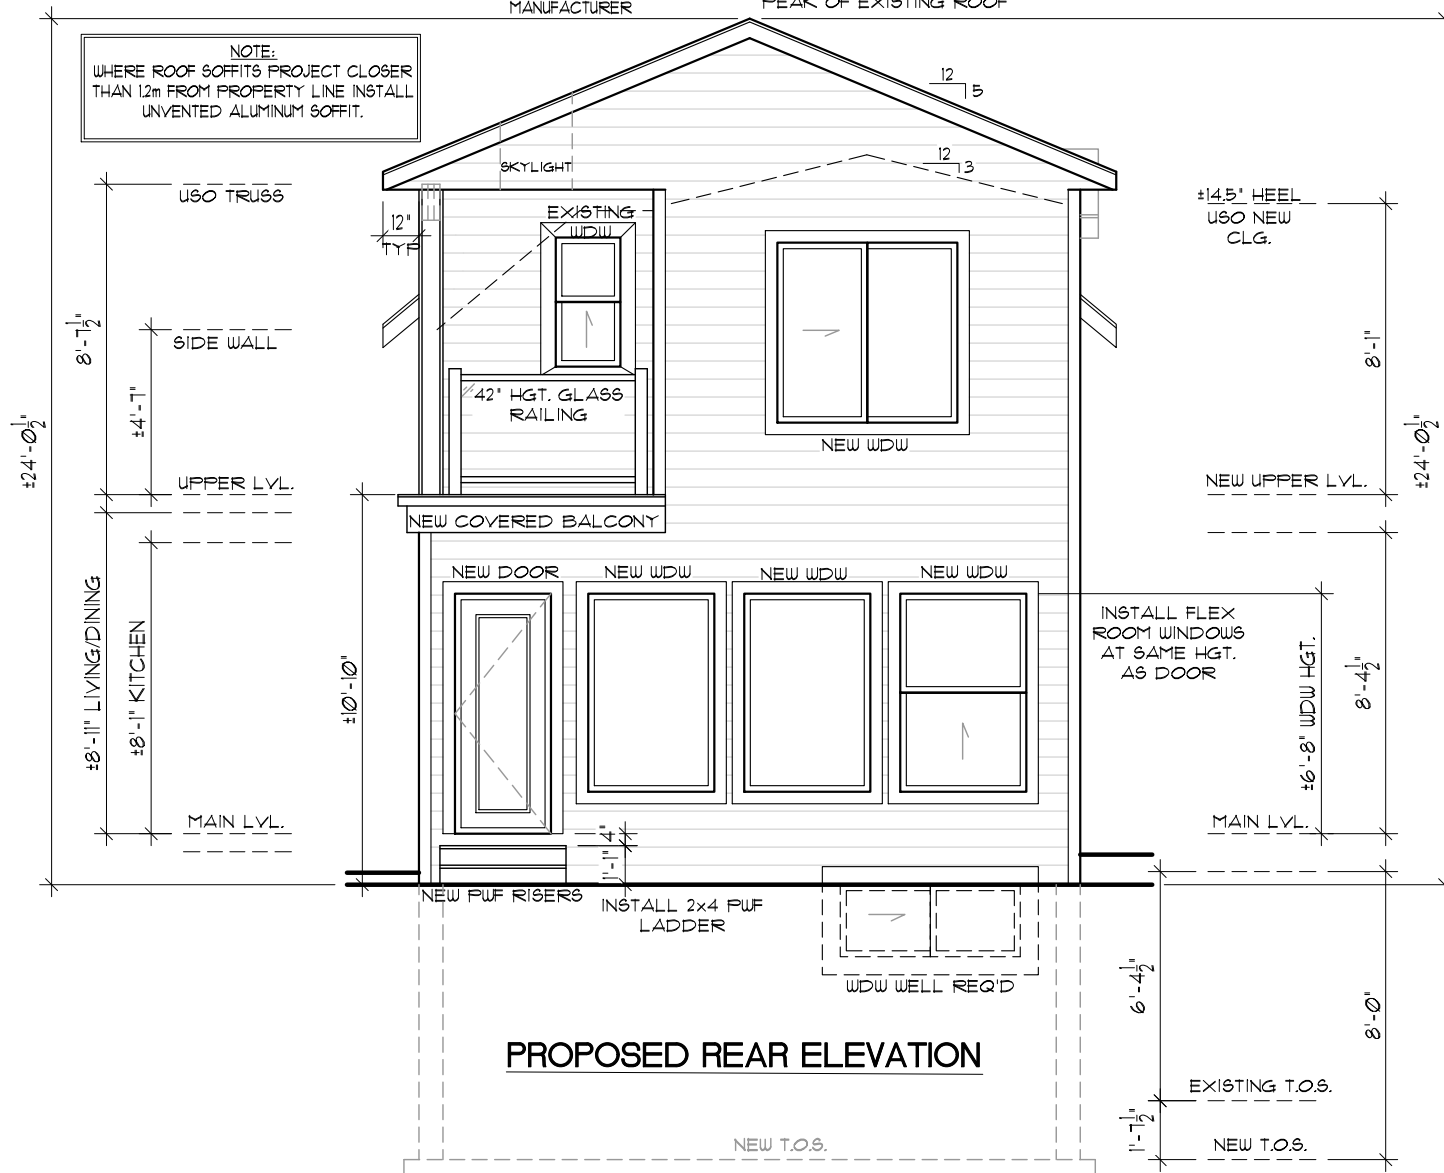 MANUFACTURER
PEAK OF EXISTING ROOF
NOTE:
WHERE ROOF SOFFITS PROJECT CLOSER
THAN 1.2m FROM PROPERTY LINE INSTALL
UNVENTED ALUMINUM SOFFIT.
12
5
12
3
SKYLIGHT
USO TRUSS
±14.5" HEEL
USO NEW
CLG.
12"
TYP
EXISTING
WDW
8'-7 1/2"
SIDE WALL
8'-1"
±4'-7"
42" HGT. GLASS
RAILING
NEW WDW
±24'-0 1/2"
±24'-0 1/2"
UPPER LVL.
NEW UPPER LVL.
NEW COVERED BALCONY
NEW DOOR
NEW WDW
NEW WDW
NEW WDW
±8'-11" LIVING/DINING
±8'-1" KITCHEN
±10'-10"
INSTALL FLEX
ROOM WINDOWS
AT SAME HGT.
AS DOOR
±6'-8" WDW HGT.
8'-4 1/2"
MAIN LVL.
MAIN LVL.
4"
1'-1"
NEW PWF RISERS
INSTALL 2x4 PWF
LADDER
WDW WELL REQ'D
6'-4 1/2"
8'-0"
PROPOSED REAR ELEVATION
EXISTING T.O.S.
1'-7 1/2"
NEW T.O.S.
NEW T.O.S.